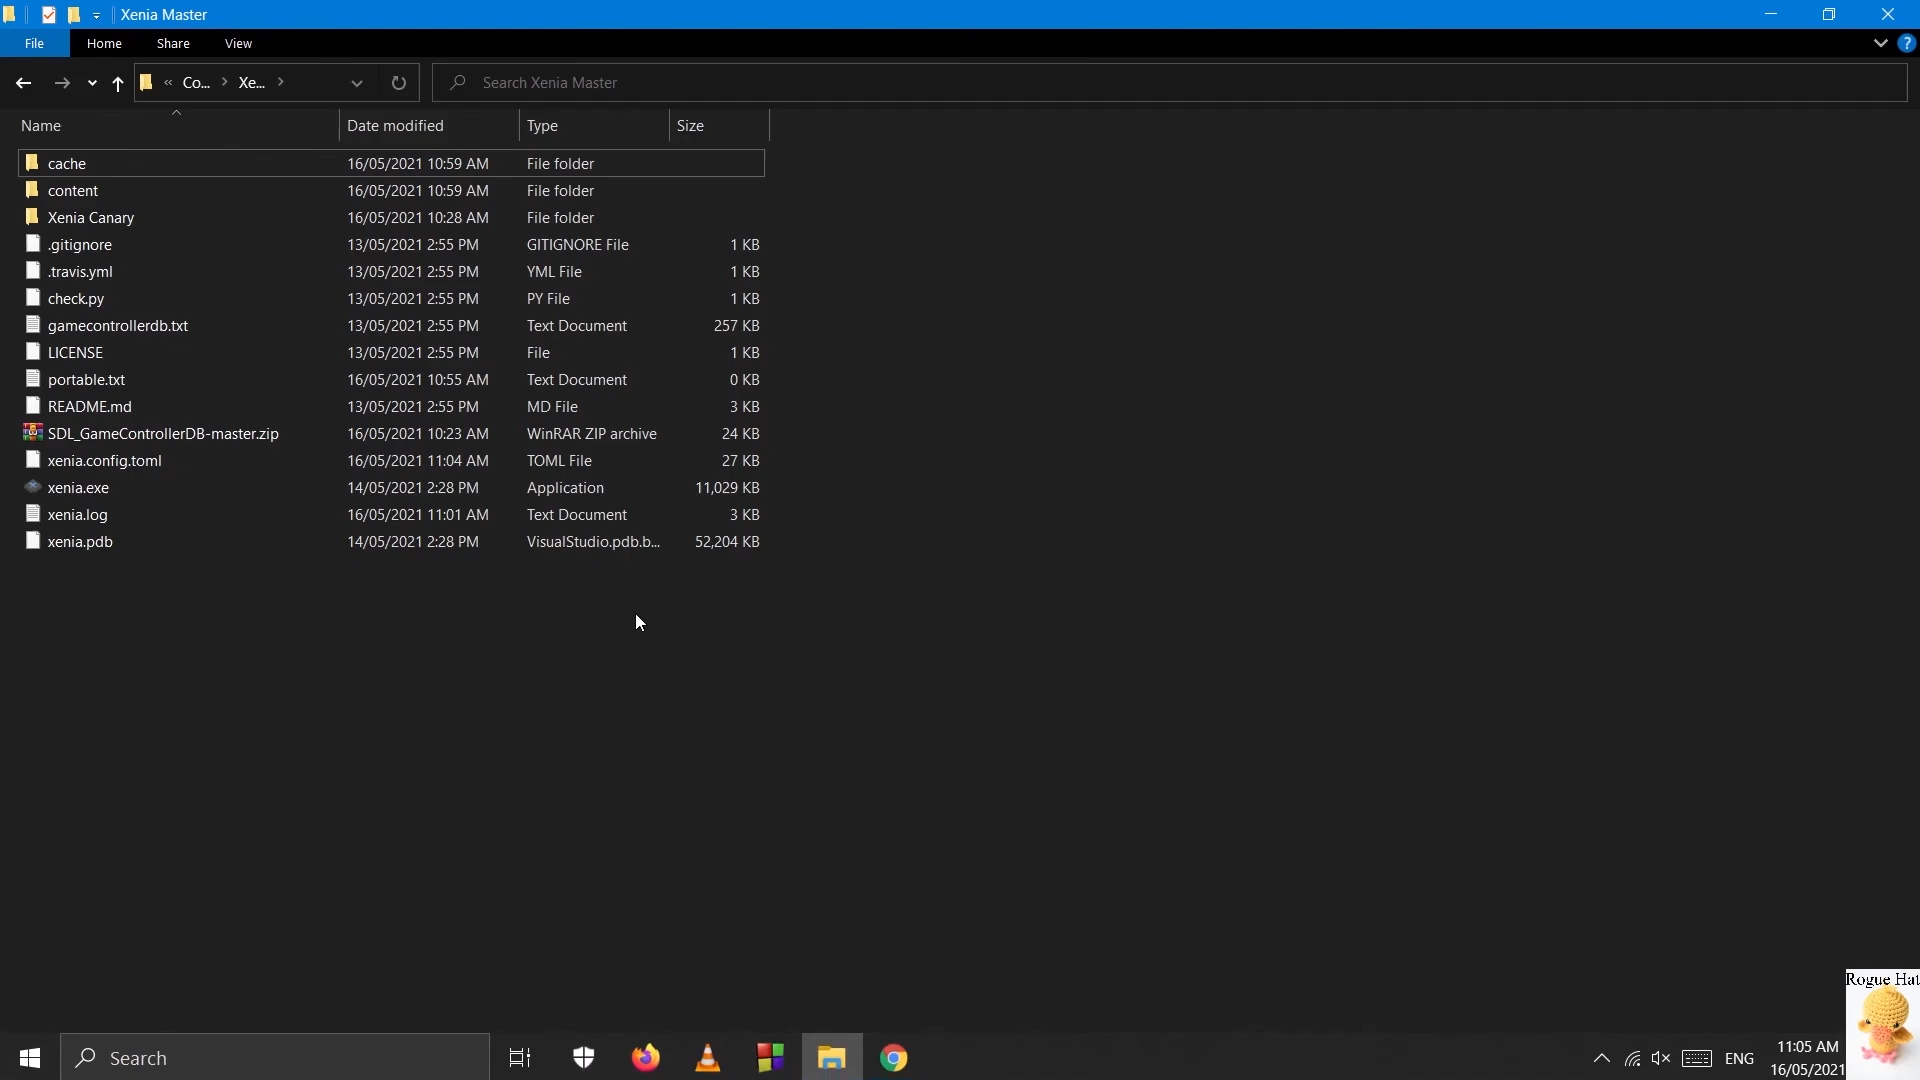 Xenia Master
File Home Share View ?
« Co... > Xe... > Search Xenia Master
Name Date modified Type Size
cache 16/05/2021 10:59 AM File folder
content 16/05/2021 10:59 AM File folder
Xenia Canary 16/05/2021 10:28 AM File folder
.gitignore 13/05/2021 2:55 PM GITIGNORE File 1 KB
.travis.yml 13/05/2021 2:55 PM YML File 1 KB
check.py 13/05/2021 2:55 PM PY File 1 KB
gamecontrollerdb.txt 13/05/2021 2:55 PM Text Document 257 KB
LICENSE 13/05/2021 2:55 PM File 1 KB
portable.txt 16/05/2021 10:55 AM Text Document 0 KB
README.md 13/05/2021 2:55 PM MD File 3 KB
SDL_GameControllerDB-master.zip 16/05/2021 10:23 AM WinRAR ZIP archive 24 KB
xenia.config.toml 16/05/2021 11:04 AM TOML File 27 KB
xenia.exe 14/05/2021 2:28 PM Application 11,029 KB
xenia.log 16/05/2021 11:01 AM Text Document 3 KB
xenia.pdb 14/05/2021 2:28 PM VisualStudio.pdb.b... 52,204 KB
Rogue Hat
Search ENG 11:05 AM
16/05/2021